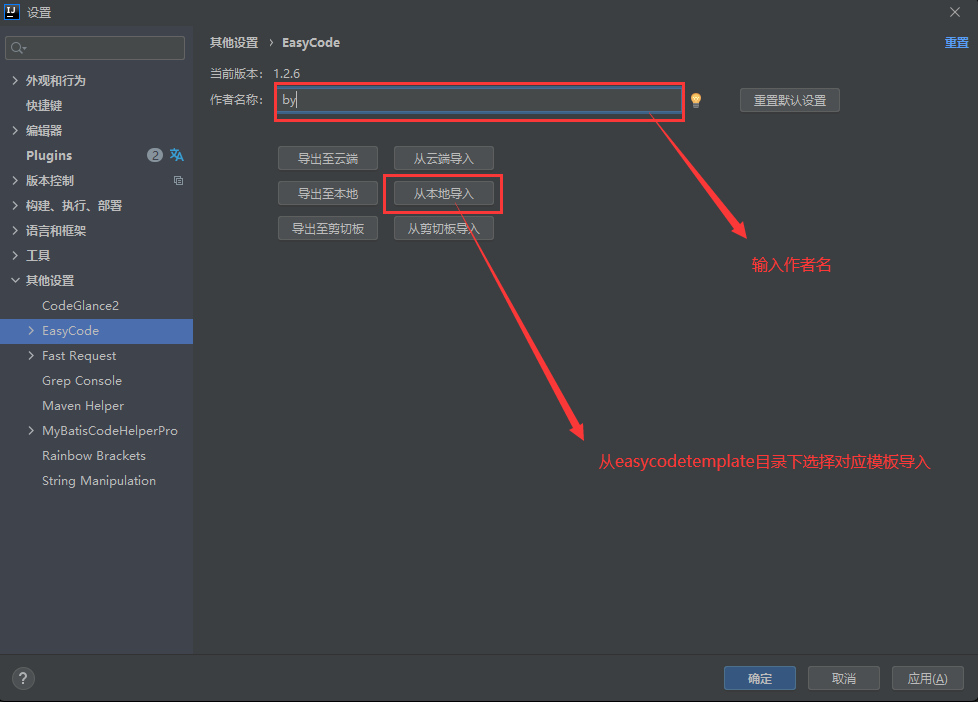 设置
其他设置 › EasyCode
重置
当前版本： 1.2.6
作者名称： by
重置默认设置
导出至云端 从云端导入
导出至本地 从本地导入
导出至剪切板 从剪切板导入
输入作者名
从easycodetemplate目录下选择对应模板导入
外观和行为
快捷键
编辑器
Plugins 2
版本控制
构建、执行、部署
语言和框架
工具
其他设置
CodeGlance2
EasyCode
Fast Request
Grep Console
Maven Helper
MyBatisCodeHelperPro
Rainbow Brackets
String Manipulation
?
确定 取消 应用(A)